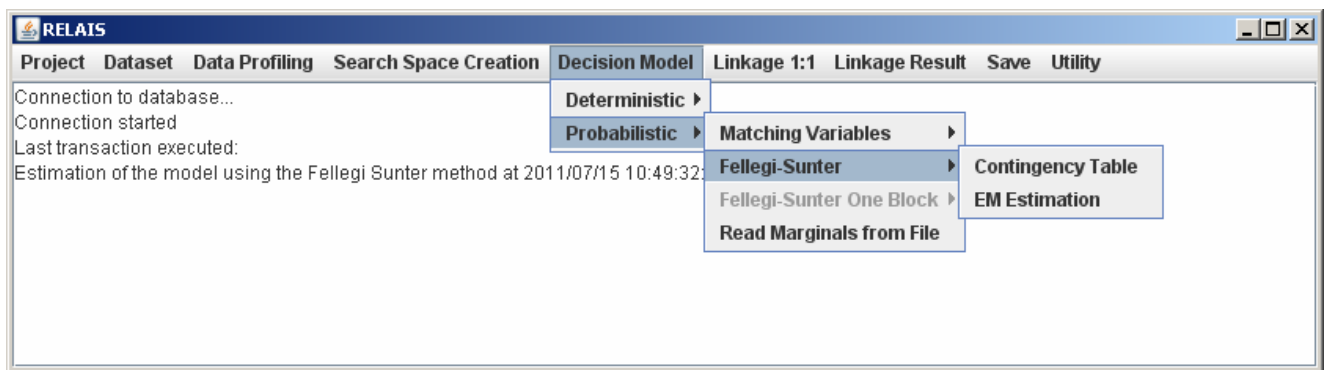 RELAIS
Project Dataset Data Profiling Search Space Creation Decision Model Linkage 1:1 Linkage Result Save Utility
Connection to database...
Connection started
Last transaction executed:
Estimation of the model using the Fellegi Sunter method at 2011/07/15 10:49:32:
Deterministic
Probabilistic
Matching Variables
Fellegi-Sunter
Fellegi-Sunter One Block
Read Marginals from File
Contingency Table
EM Estimation